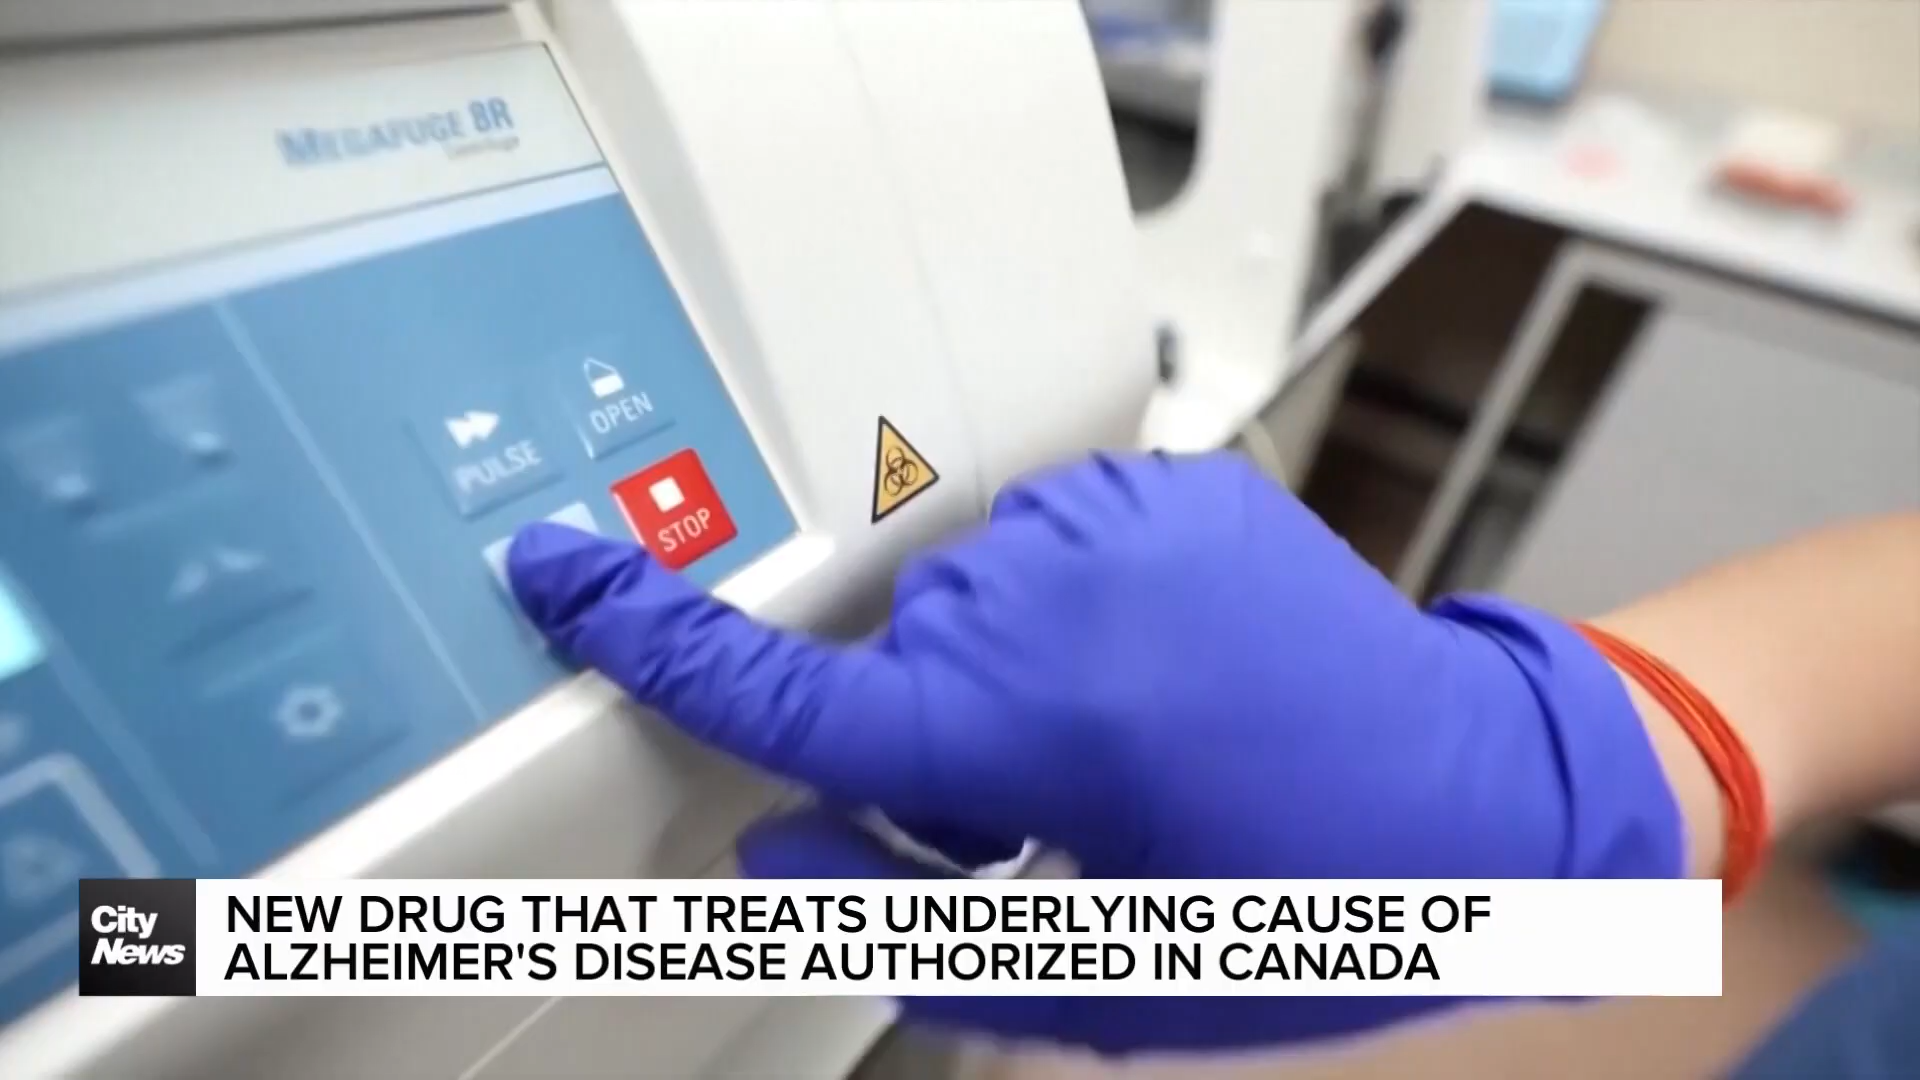 MEGAFUGE 8R
OPEN
PULSE
STOP
City
News
NEW DRUG THAT TREATS UNDERLYING CAUSE OF
ALZHEIMER'S DISEASE AUTHORIZED IN CANADA